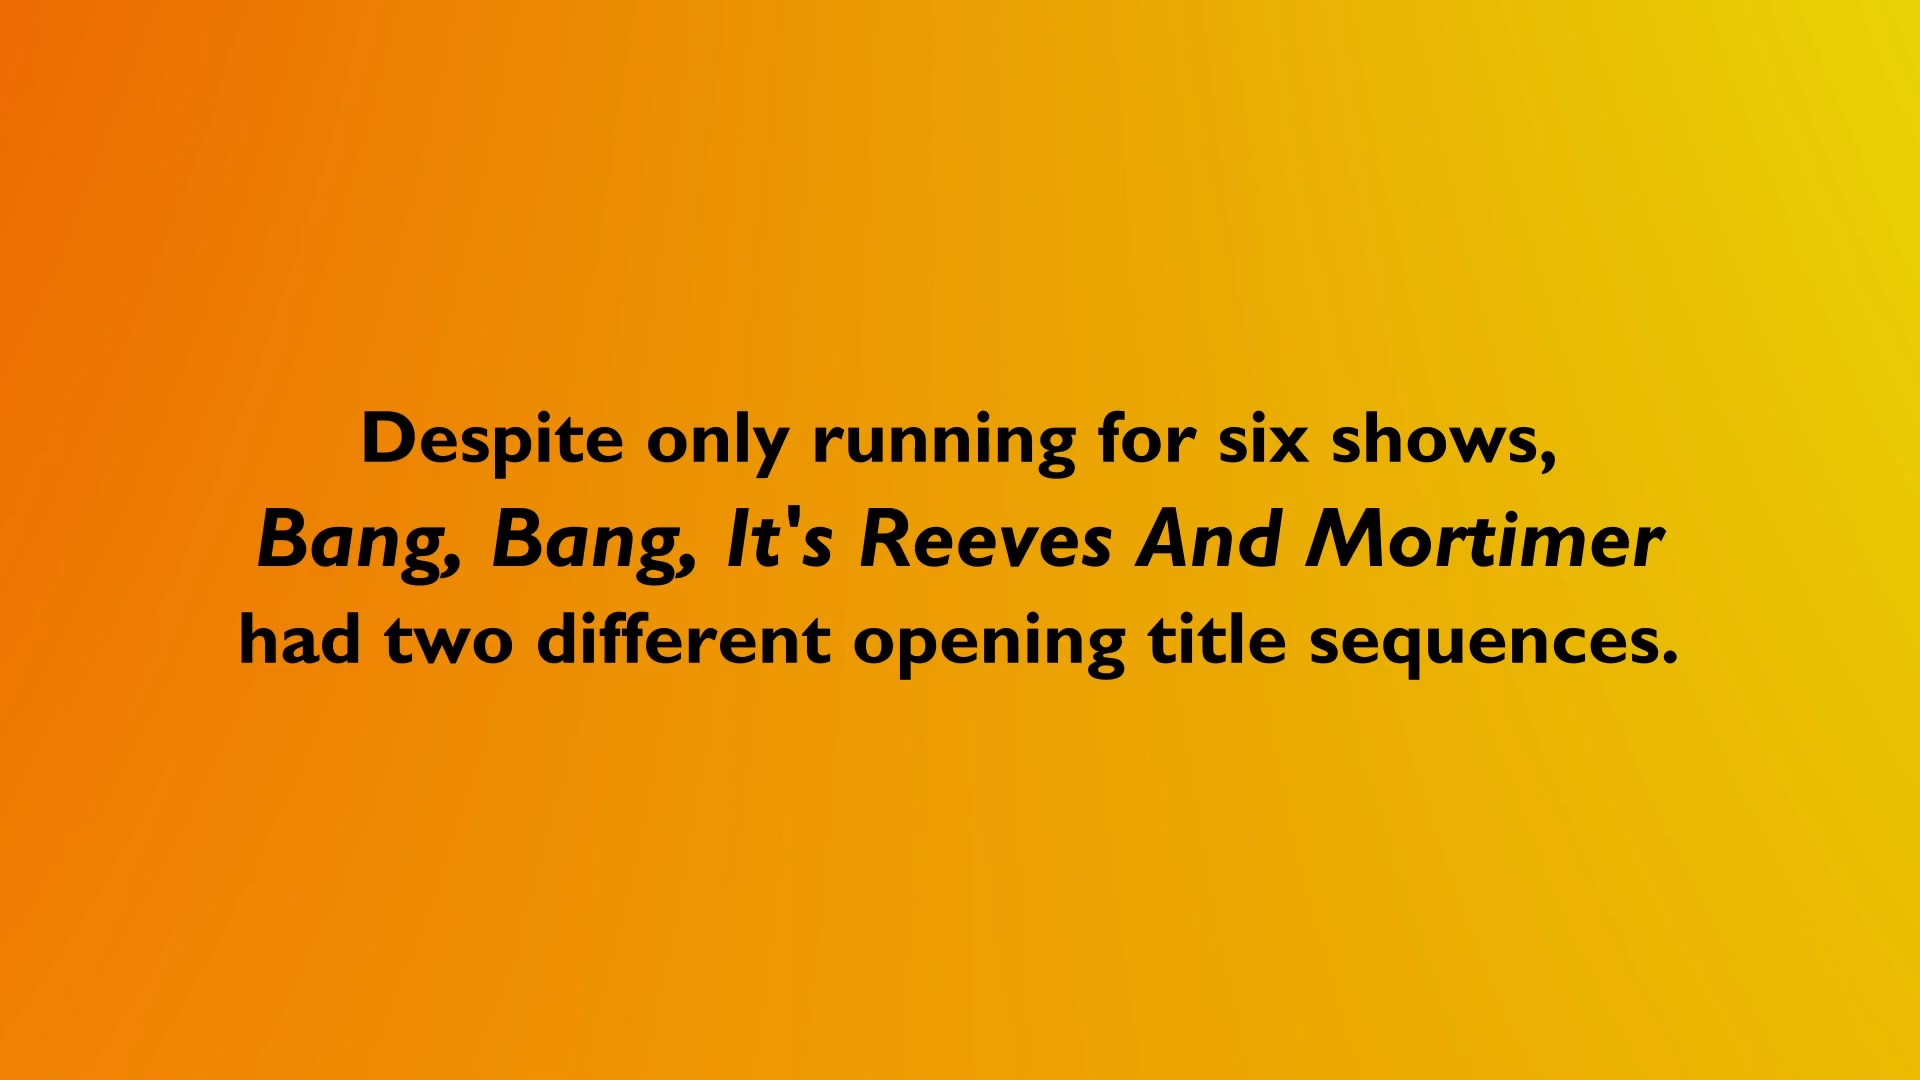 Despite only running for six shows,
Bang, Bang, It's Reeves And Mortimer
had two different opening title sequences.